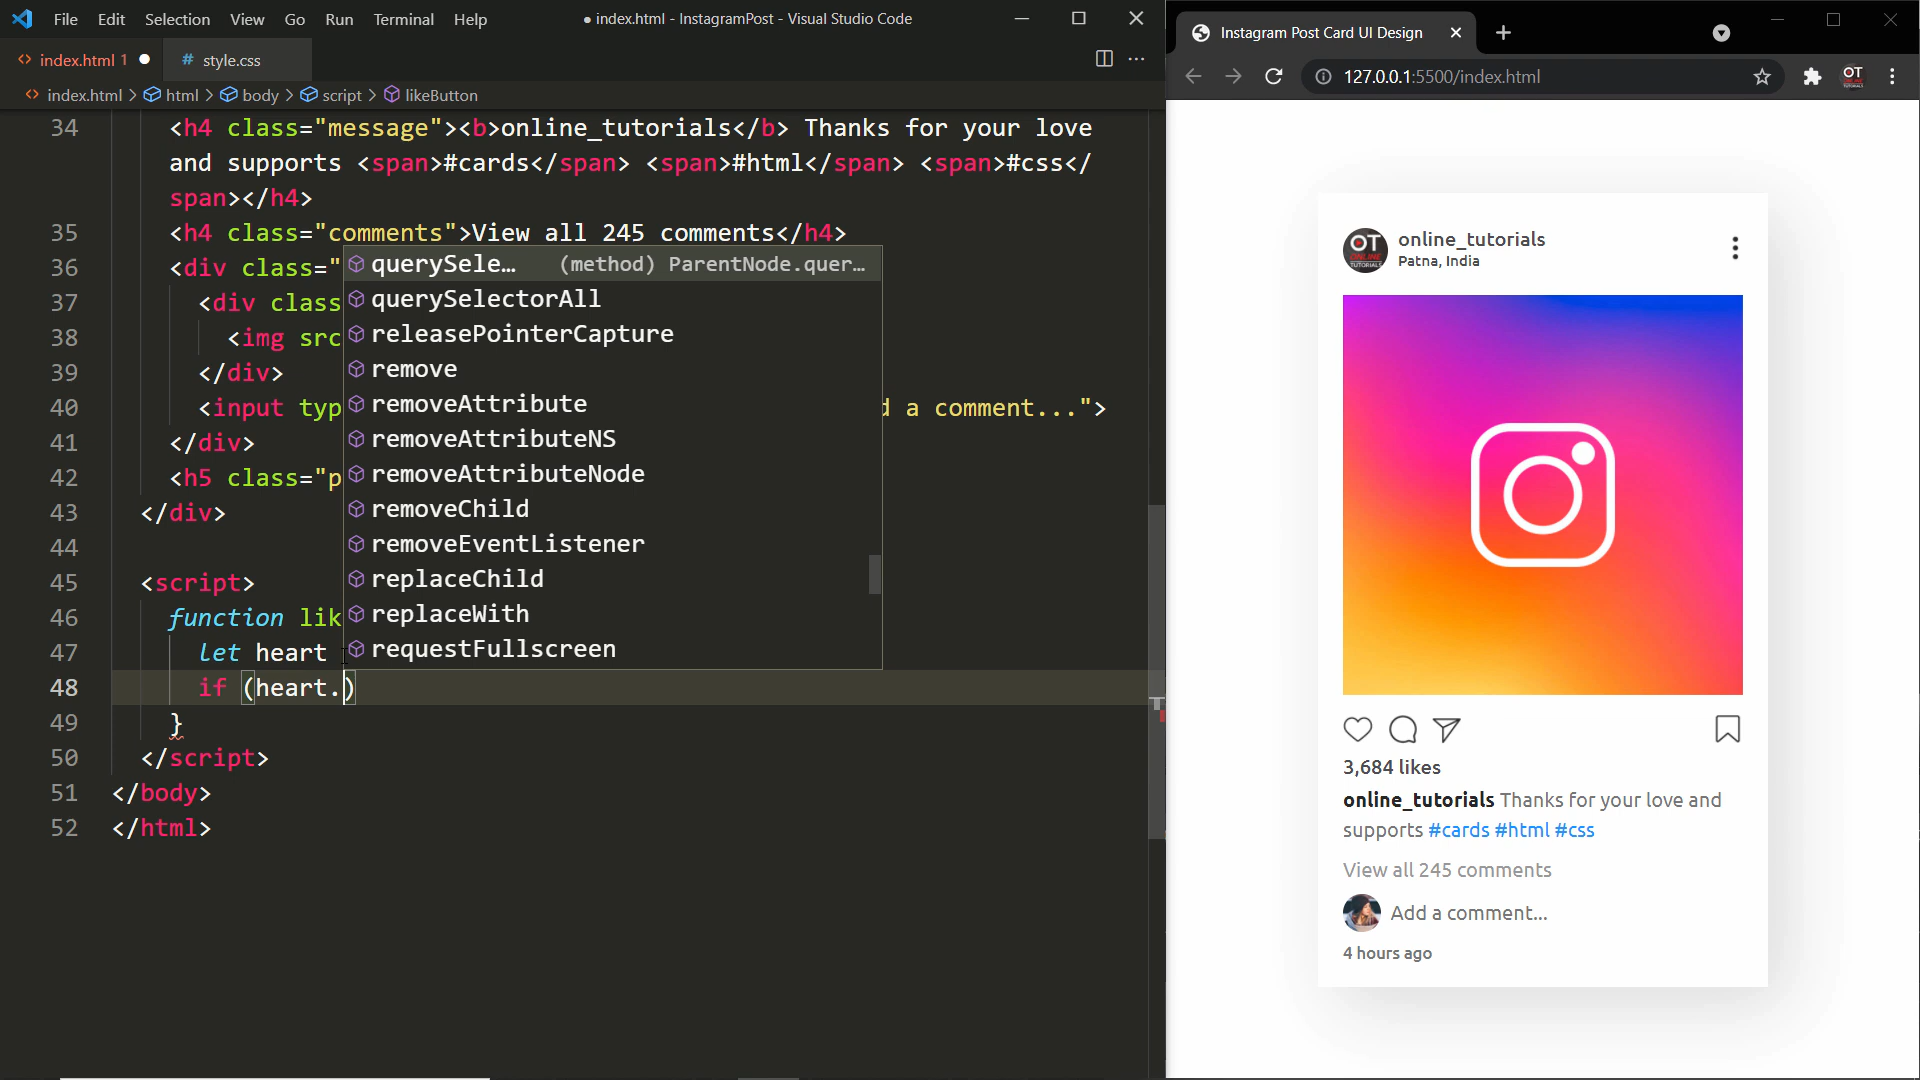 File Edit Selection View Go Run Terminal Help
● index.html - InstagramPost - Visual Studio Code
<> index.html 1 ●
# style.css
<> index.html > html > body > script > likeButton
34 <h4 class="message"><b>online_tutorials</b> Thanks for your love
and supports <span>#cards</span> <span>#html</span> <span>#css</
span></h4>
35 <h4 class="comments">View all 245 comments</h4>
36 <div class="
37 <div class
38 <img src
39 </div>
40 <input typ d a comment...">
41 </div>
42 <h5 class="p
43 </div>
44
45 <script>
46 function lik
47 let heart
48 if (heart.)
49 }
50 </script>
51 </body>
52 </html>
querySele... (method) ParentNode.quer...
querySelectorAll
releasePointerCapture
remove
removeAttribute
removeAttributeNS
removeAttributeNode
removeChild
removeEventListener
replaceChild
replaceWith
requestFullscreen
Instagram Post Card UI Design
127.0.0.1:5500/index.html
OT
ONLINE
TUTORIALS
OT
ONLINE
TUTORIALS
online_tutorials
Patna, India
3,684 likes
online_tutorials Thanks for your love and
supports #cards #html #css
View all 245 comments
Add a comment...
4 hours ago